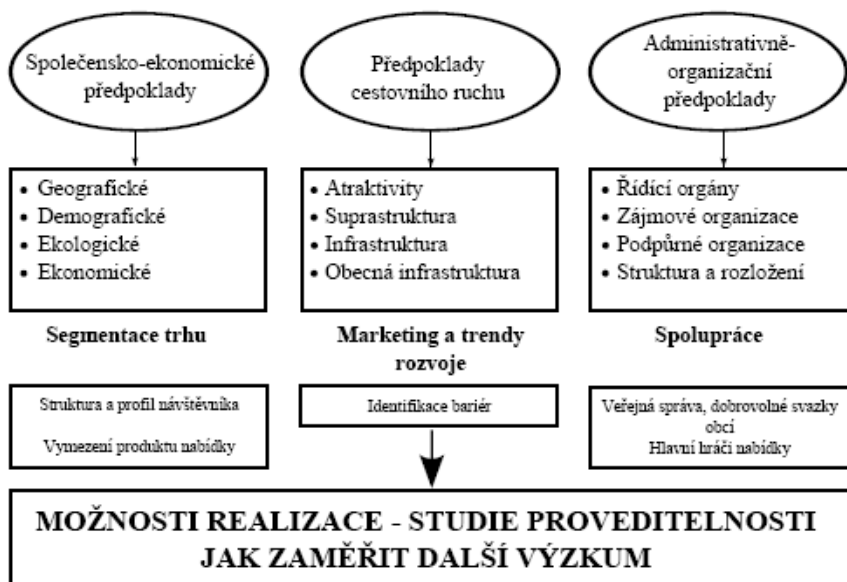 Společensko-ekonomické
předpoklady
Předpoklady
cestovního ruchu
Administrativně-
organizační
předpoklady
• Geografické
• Demografické
• Ekologické
• Ekonomické
• Atraktivity
• Suprastruktura
• Infrastruktura
• Obecná infrastruktura
• Řídící orgány
• Zájmové organizace
• Podpůrné organizace
• Struktura a rozložení
Segmentace trhu
Marketing a trendy
rozvoje
Spolupráce
Struktura a profil návštěvníka
Vymezení produktu nabídky
Identifikace bariér
Veřejná správa, dobrovolné svazky
obcí
Hlavní hráči nabídky
MOŽNOSTI REALIZACE - STUDIE PROVEDITELNOSTI
JAK ZAMĚŘIT DALŠÍ VÝZKUM